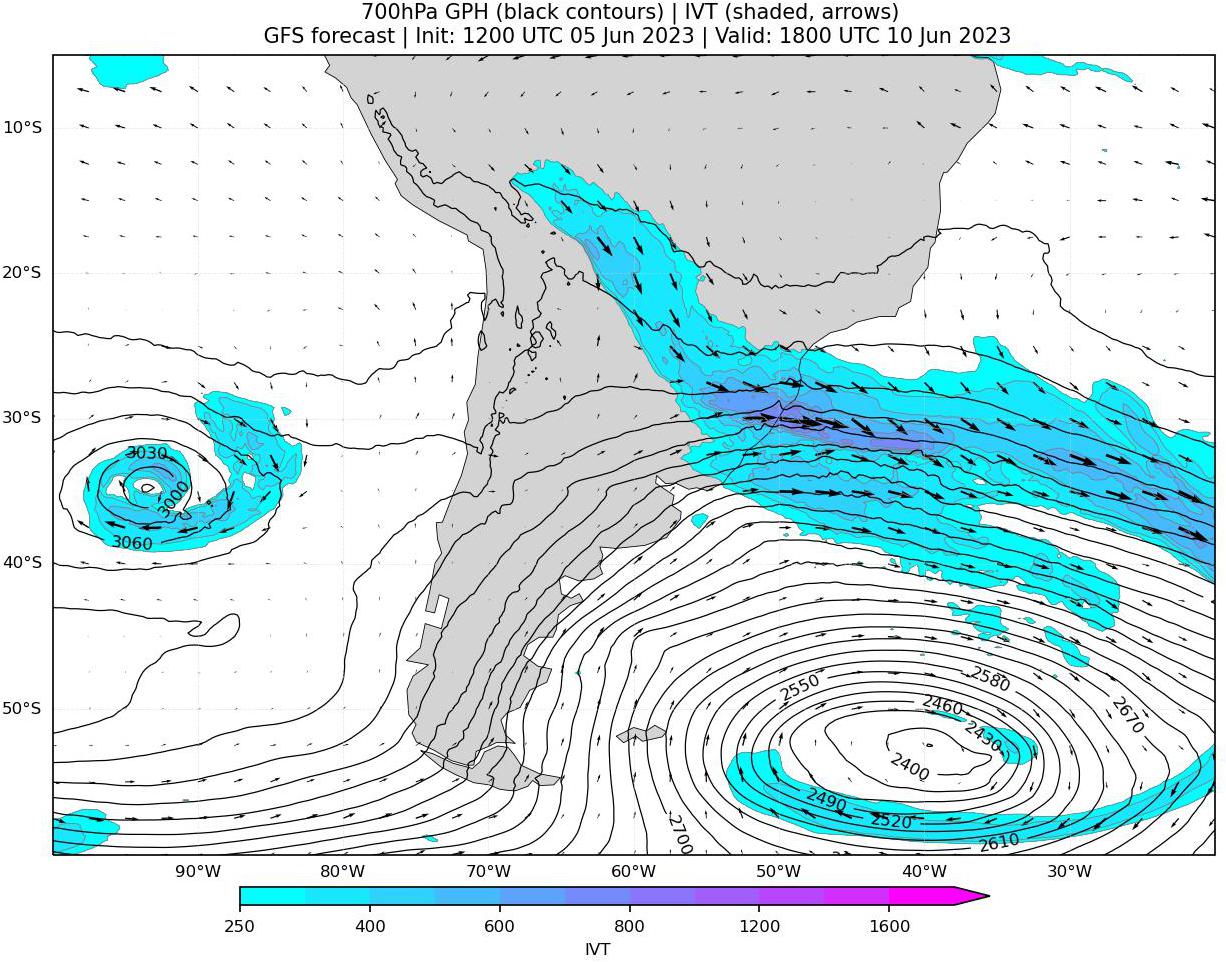 700hPa GPH (black contours) | IVT (shaded, arrows)
GFS forecast | Init: 1200 UTC 05 Jun 2023 | Valid: 1800 UTC 10 Jun 2023
10°S
20°S
30°S
40°S
50°S
3030
3000
3060
2550
2580
2460
2430
2400
2670
2490
2520
2610
2700
90°W
80°W
70°W
60°W
50°W
40°W
30°W
250
400
600
800
1200
1600
IVT